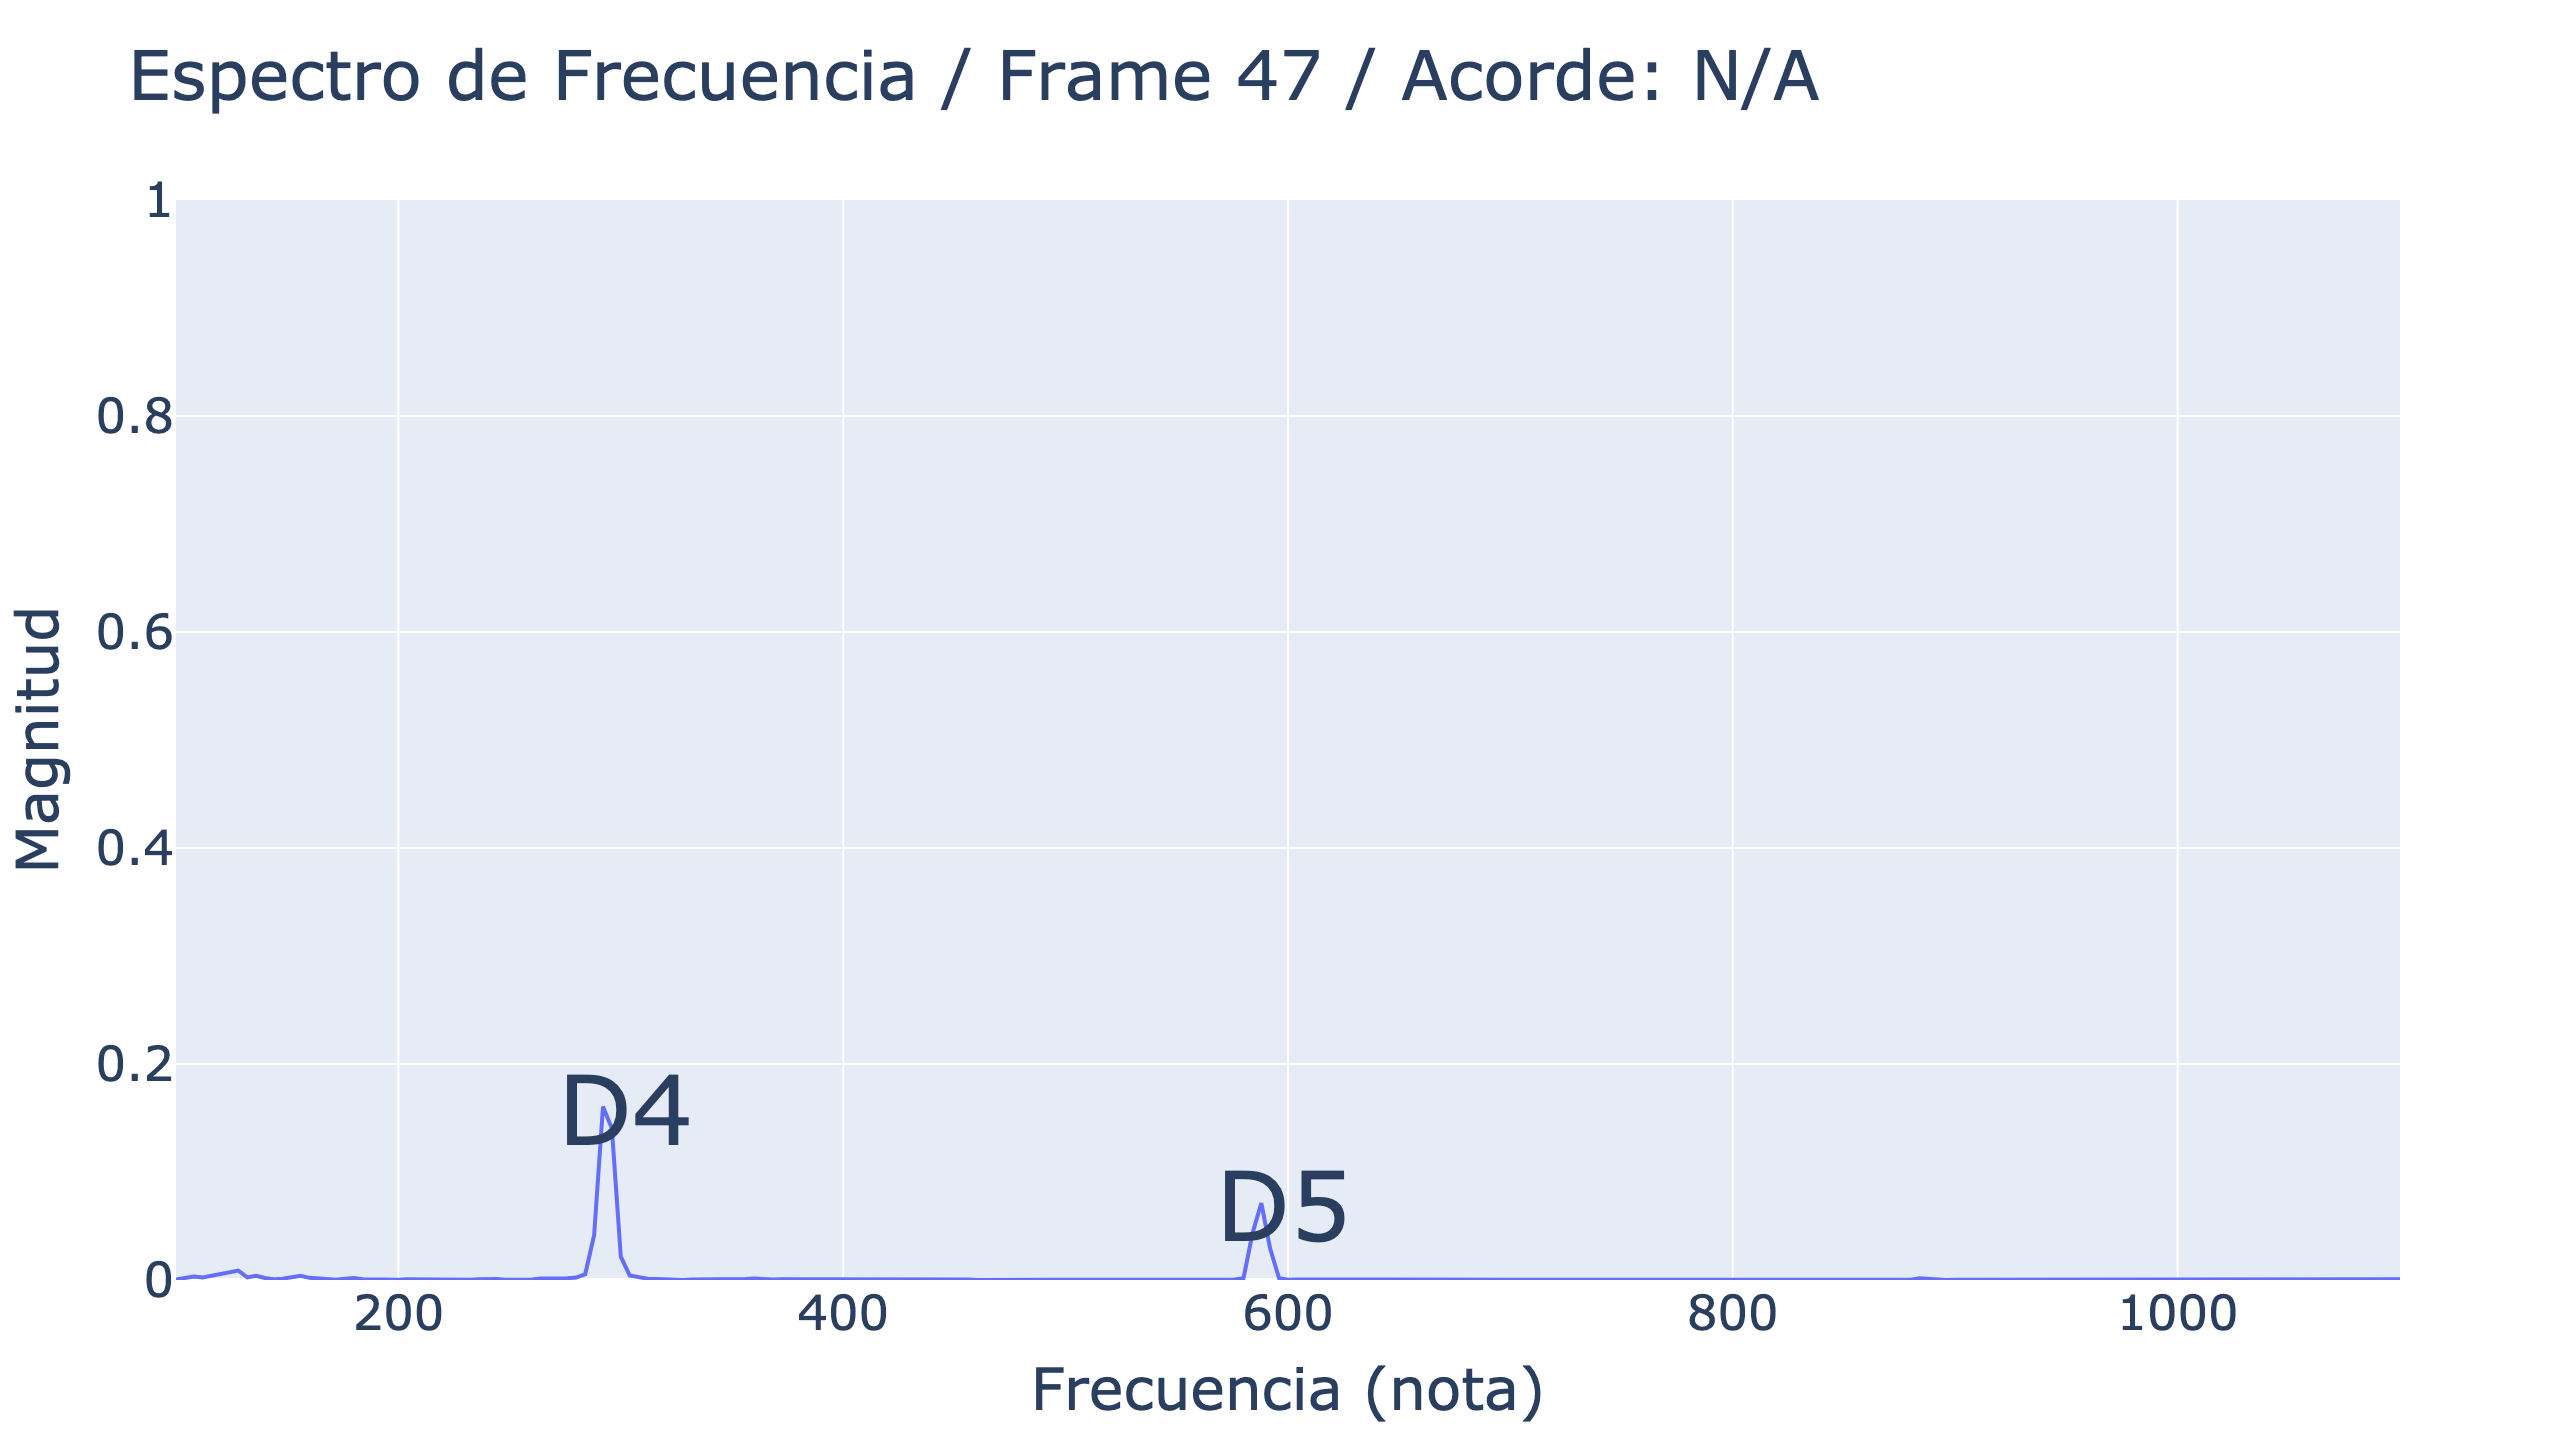 Espectro de Frecuencia / Frame 47 / Acorde: N/A
1
0.8
0.6
0.4
0.2
0
Magnitud
D4
D5
200 400 600 800 1000
Frecuencia (nota)